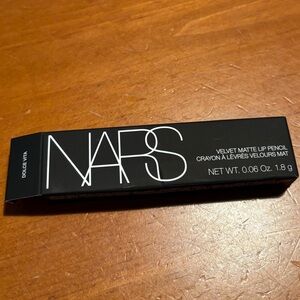 DOLCE VITA
NARS
VELVET MATTE LIP PENCIL
CRAYON À LÈVRES VELOURS MAT
NET WT. 0.06 Oz. 1.8 g